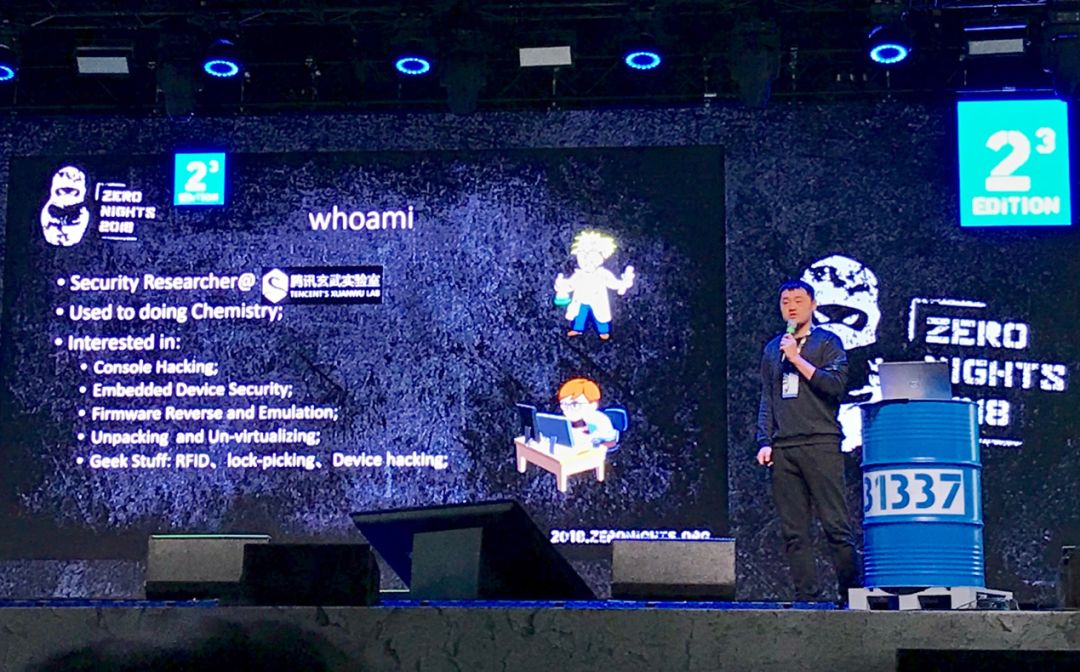 ZERO
NIGHTS
2018
2³
EDITION
whoami
• Security Researcher@ 腾讯玄武实验室
TENCENT'S XUANWU LAB
• Used to doing Chemistry;
• Interested in:
• Console Hacking;
• Embedded Device Security;
• Firmware Reverse and Emulation;
• Unpacking and Un-virtualizing;
• Geek Stuff: RFID、lock-picking、Device hacking;
2018.ZERONIGHTS.ORG
2³
EDITION
ZERO
NIGHTS
18
31337